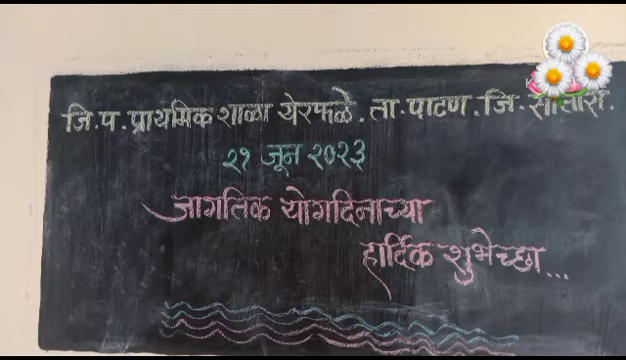 जि.प.प्राथमिक शाळा येरफळे. ता.पाटण.जि.सातारा.
२१ जून २०२३
जागतिक योगदिनाच्या
हार्दिक शुभेच्छा...